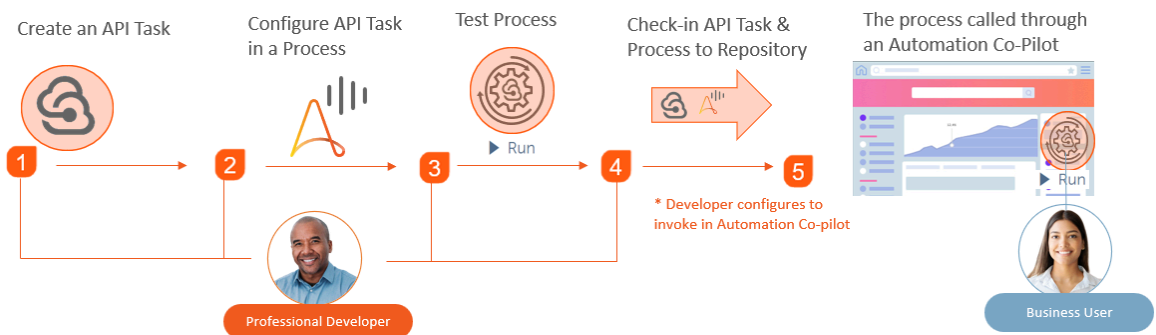 Create an API Task
Configure API Task
in a Process
Test Process
Check-in API Task &
Process to Repository
The process called through
an Automation Co-Pilot
Run
1
2
3
4
5
Run
* Developer configures to
invoke in Automation Co-pilot
Professional Developer
Business User